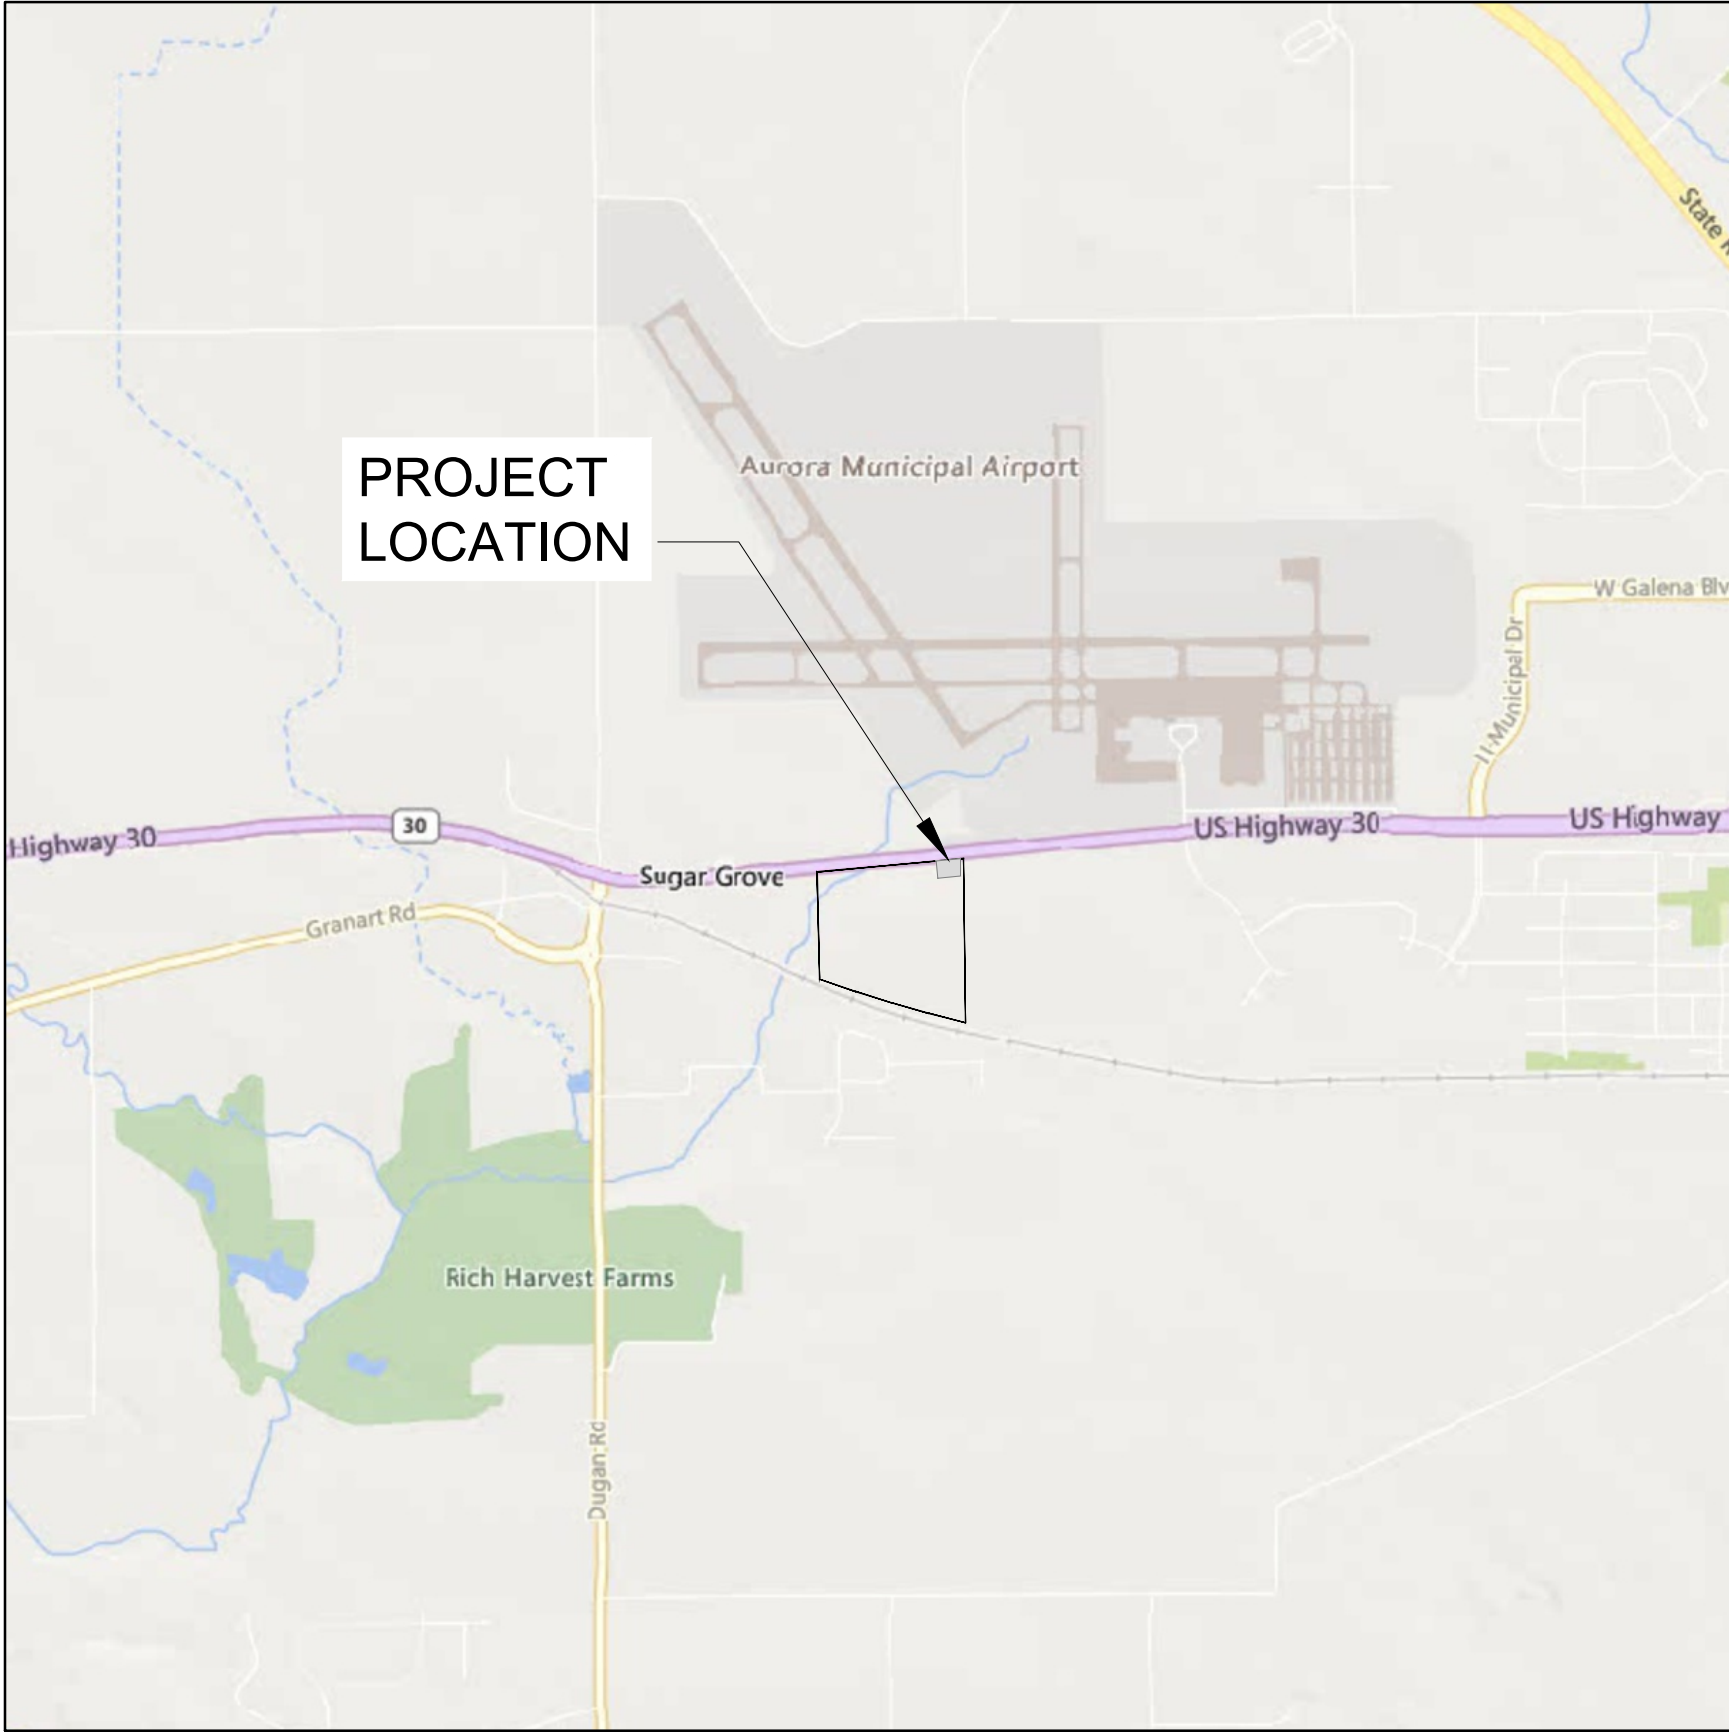 State R
Aurora Municipal Airport
PROJECT
LOCATION
W Galena Blv
Municipal Dr
Highway 30
30
US Highway 30
US Highway
Sugar Grove
Granart Rd
Rich Harvest Farms
Dugan Rd